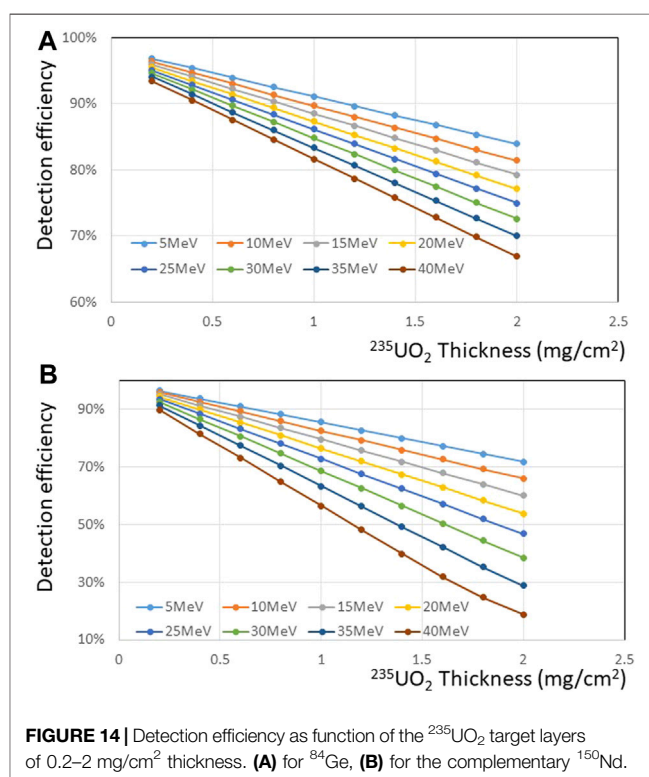 A
100%
90%
80%
70%
60%
Detection efficiency
5MeV 10MeV 15MeV 20MeV
25MeV 30MeV 35MeV 40MeV
0 0.5 1 1.5 2 2.5
²³⁵UO₂ Thickness (mg/cm²)
B
90%
70%
50%
30%
10%
Detection efficiency
5MeV 10MeV 15MeV 20MeV
25MeV 30MeV 35MeV 40MeV
0 0.5 1 1.5 2 2.5
²³⁵UO₂ Thickness (mg/cm²)
FIGURE 14 | Detection efficiency as function of the ²³⁵UO₂ target layers
of 0.2–2 mg/cm² thickness. (A) for ⁸⁴Ge, (B) for the complementary ¹⁵⁰Nd.